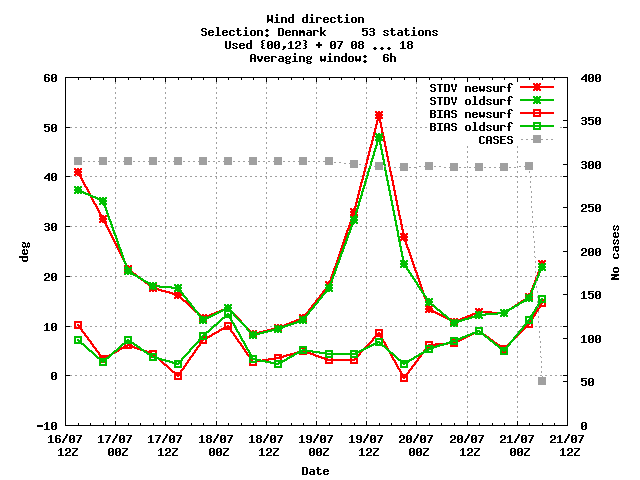 Wind direction
Selection: Denmark     53 stations
Used {00,12} + 07 08 ... 18
Averaging window:  6h
60 400
STDV newsurf
STDV oldsurf
BIAS newsurf
BIAS oldsurf
CASES
50 350
40 300
30 250
20 200
10 150
0 100
-10 50
0
deg
No cases
16/07 17/07 17/07 18/07 18/07 19/07 19/07 20/07 20/07 21/07 21/07
12Z 00Z 12Z 00Z 12Z 00Z 12Z 00Z 12Z 00Z 12Z
Date